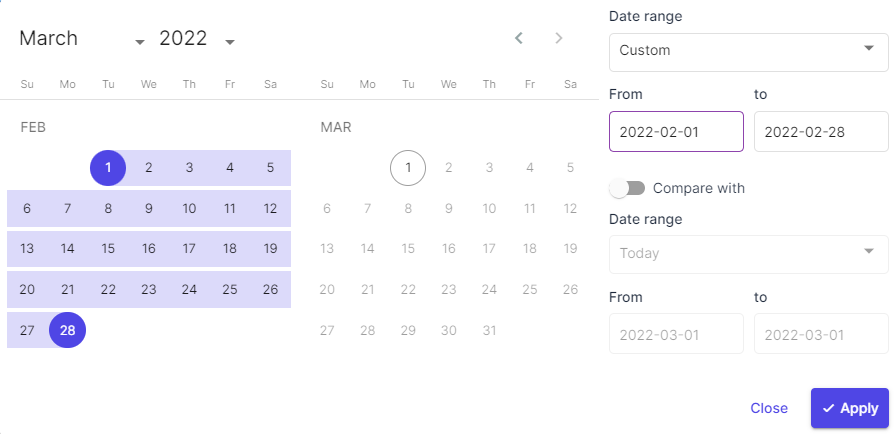 March 2022
Su Mo Tu We Th Fr Sa Su Mo Tu We Th Fr Sa
FEB
1 2 3 4 5
6 7 8 9 10 11 12
13 14 15 16 17 18 19
20 21 22 23 24 25 26
27 28
MAR
1 2 3 4 5
6 7 8 9 10 11 12
13 14 15 16 17 18 19
20 21 22 23 24 25 26
27 28 29 30 31
Date range
Custom
From to
2022-02-01 2022-02-28
Compare with
Date range
Today
From to
2022-03-01 2022-03-01
Close Apply